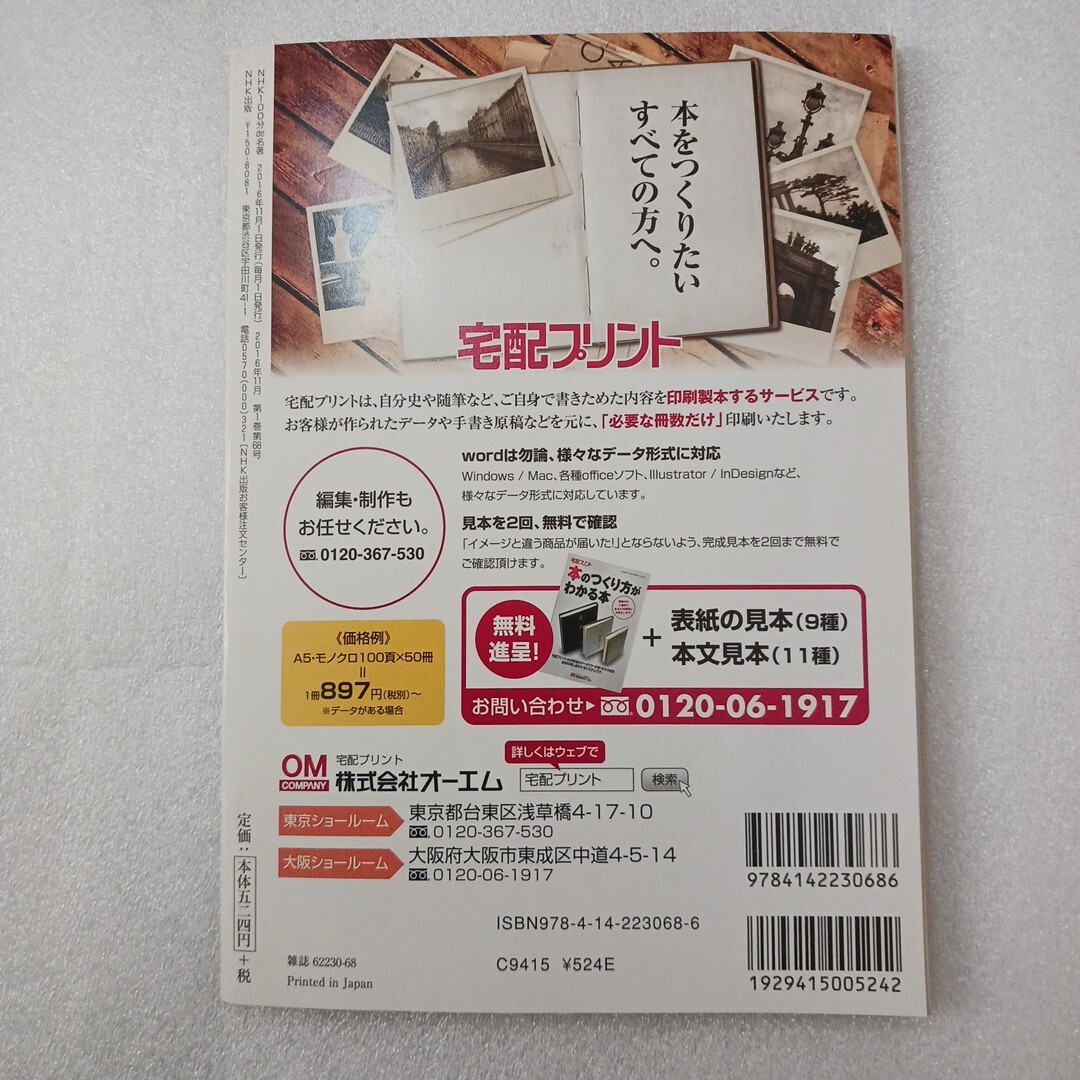 NHK100分de名著 2016年11月1日発行(毎月1日発行) 2016年11月 第1巻第68号
NHK出版 〒150-8081 東京都渋谷区宇田川町41-1 電話0570(000)321(NHK出版お客様注文センター)
定価:本体五二四円+税
本をつくりたい
すべての方へ。
宅配プリント
宅配プリントは、自分史や随筆など、ご自身で書きためた内容を印刷製本するサービスです。
お客様が作られたデータや手書き原稿などを元に、「必要な冊数だけ」印刷いたします。
編集・制作も
お任せください。
0120-367-530
wordは勿論、様々なデータ形式に対応
Windows / Mac、各種officeソフト、Illustrator / InDesignなど、
様々なデータ形式に対応しています。
見本を2回、無料で確認
「イメージと違う商品が届いた!」とならないよう、完成見本を2回まで無料で
ご確認頂けます。
《価格例》
A5・モノクロ100頁×50冊
=
1冊897円(税別)〜
※データがある場合
無料
進呈!
宅配プリント
本のつくり方が
わかる本
+
表紙の見本(9種)
本文見本(11種)
お問い合わせ▶ 0120-06-1917
OM
COMPANY
宅配プリント
株式会社オーエム
詳しくはウェブで
宅配プリント
検索
東京ショールーム
東京都台東区浅草橋4-17-10
0120-367-530
大阪ショールーム
大阪府大阪市東成区中道4-5-14
0120-06-1917
9784142230686
ISBN978-4-14-223068-6
C9415 ¥524E
1929415005242
雑誌 62230-68
Printed in Japan